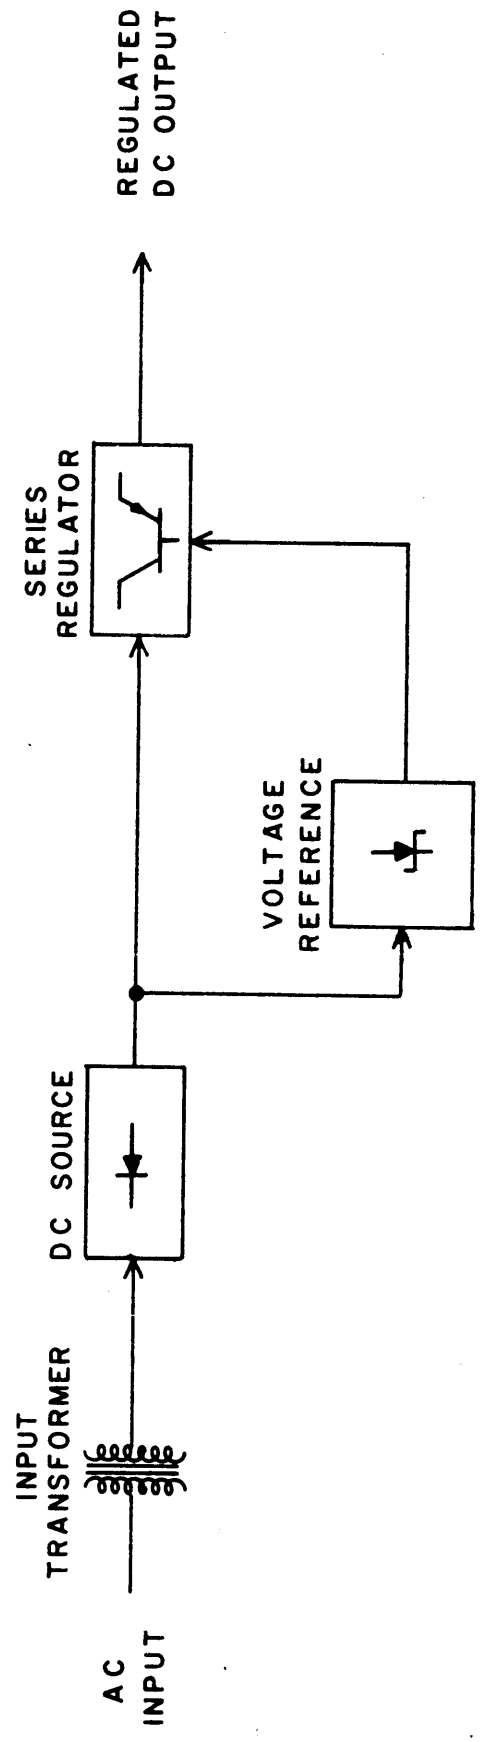 AC
INPUT
INPUT
TRANSFORMER
DC SOURCE
VOLTAGE
REFERENCE
SERIES
REGULATOR
REGULATED
DC OUTPUT